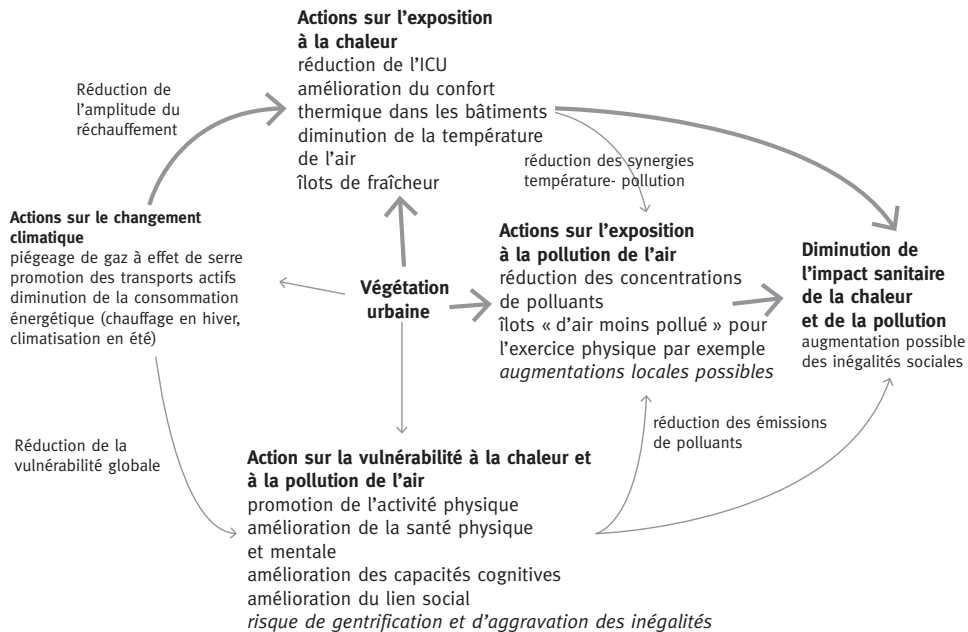 Actions sur l’exposition
à la chaleur
réduction de l’ICU
amélioration du confort
thermique dans les bâtiments
diminution de la température
de l’air
îlots de fraîcheur
Réduction de
l’amplitude du
réchauffement
réduction des synergies
température- pollution
Actions sur le changement
climatique
piégeage de gaz à effet de serre
promotion des transports actifs
diminution de la consommation
énergétique (chauffage en hiver,
climatisation en été)
Végétation
urbaine
Actions sur l’exposition
à la pollution de l’air
réduction des concentrations
de polluants
îlots « d’air moins pollué » pour
l’exercice physique par exemple
augmentations locales possibles
Diminution de
l’impact sanitaire
de la chaleur
et de la pollution
augmentation possible
des inégalités sociales
Réduction de la
vulnérabilité globale
réduction des émissions
de polluants
Action sur la vulnérabilité à la chaleur et
à la pollution de l’air
promotion de l’activité physique
amélioration de la santé physique
et mentale
amélioration des capacités cognitives
amélioration du lien social
risque de gentrification et d’aggravation des inégalités